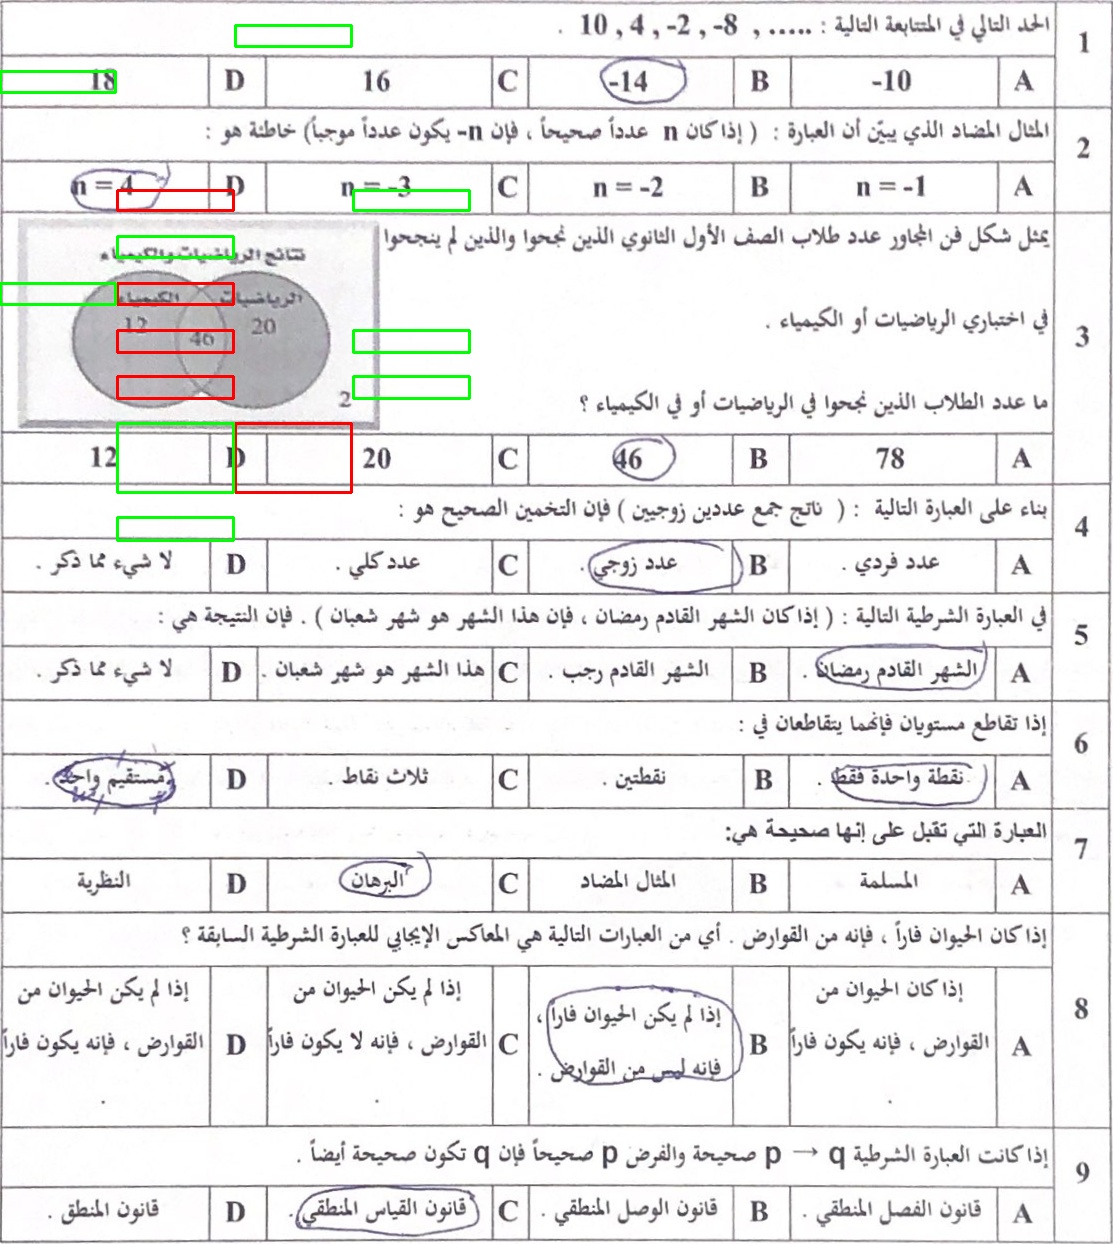 1 الحد التالي في المتتابعة التالية : ..... , 8- , 2- , 4 , 10 .
A -10 B -14 C 16 D 18
2 المثال المضاد الذي يبيّن أن العبارة : ( إذا كان n عدداً صحيحاً ، فإن n- يكون عدداً موجباً) خاطئة هو :
A n = -1 B n = -2 C n = -3 D n = 4
3 يمثل شكل فن المجاور عدد طلاب الصف الأول الثانوي الذين نجحوا والذين لم ينجحوا
في اختباري الرياضيات أو الكيمياء .
ما عدد الطلاب الذين نجحوا في الرياضيات أو في الكيمياء ؟
نتائج الرياضيات والكيمياء
الرياضيات الكيمياء
20 46 12
2
A 78 B 46 C 20 D 12
4 بناء على العبارة التالية : ( ناتج جمع عددين زوجيين ) فإن التخمين الصحيح هو :
A عدد فردي . B عدد زوجي . C عدد كلي . D لا شيء مما ذكر .
5 في العبارة الشرطية التالية : ( إذا كان الشهر القادم رمضان ، فإن هذا الشهر هو شهر شعبان ) . فإن النتيجة هي :
A الشهر القادم رمضان . B الشهر القادم رجب . C هذا الشهر هو شهر شعبان . D لا شيء مما ذكر .
6 إذا تقاطع مستويان فإنهما يتقاطعان في :
A نقطة واحدة فقط . B نقطتين . C ثلاث نقاط . D مستقيم واحد .
7 العبارة التي تقبل على إنها صحيحة هي:
A المسلمة B المثال المضاد C البرهان D النظرية
8 إذا كان الحيوان فاراً ، فإنه من القوارض . أي من العبارات التالية هي المعاكس الإيجابي للعبارة الشرطية السابقة ؟
A إذا كان الحيوان من القوارض ، فإنه يكون فاراً . B إذا لم يكن الحيوان فارا ، فإنه ليس من القوارض . C إذا لم يكن الحيوان من القوارض ، فإنه لا يكون فاراً . D إذا لم يكن الحيوان من القوارض ، فإنه يكون فاراً .
9 إذا كانت العبارة الشرطية p → q صحيحة والفرض p صحيحاً فإن q تكون صحيحة أيضاً .
A قانون الفصل المنطقي . B قانون الوصل المنطقي . C قانون القياس المنطقي . D قانون المنطق .